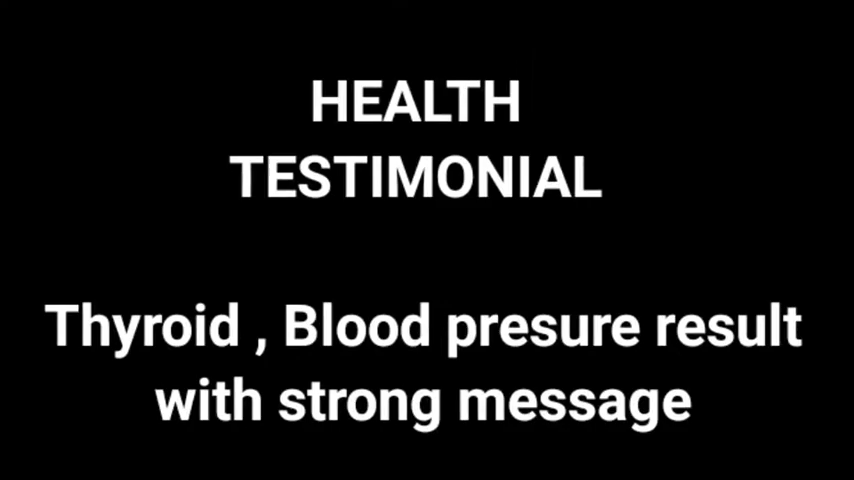 HEALTH
TESTIMONIAL
Thyroid , Blood presure result
with strong message